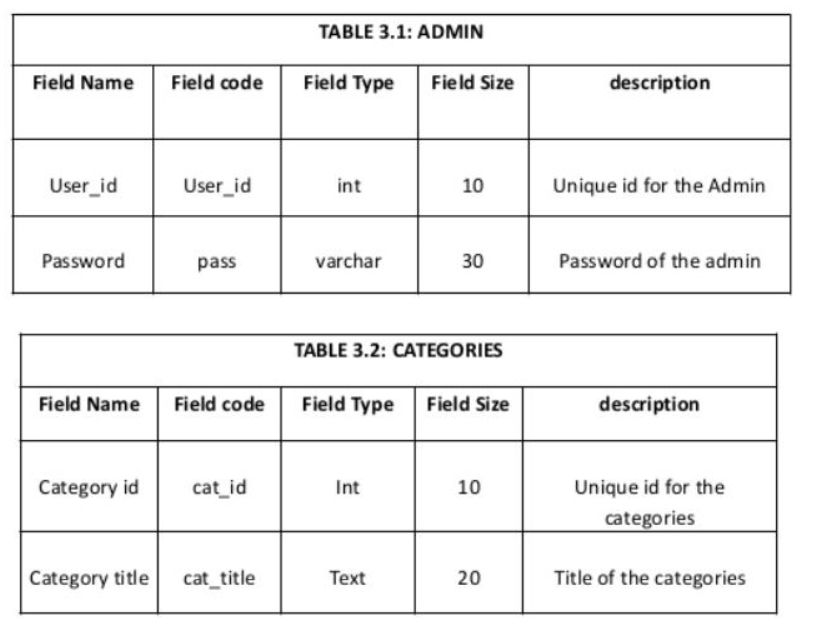 TABLE 3.1: ADMIN
Field Name Field code Field Type Field Size description
User_id User_id int 10 Unique id for the Admin
Password pass varchar 30 Password of the admin
TABLE 3.2: CATEGORIES
Field Name Field code Field Type Field Size description
Category id cat_id Int 10 Unique id for the
categories
Category title cat_title Text 20 Title of the categories